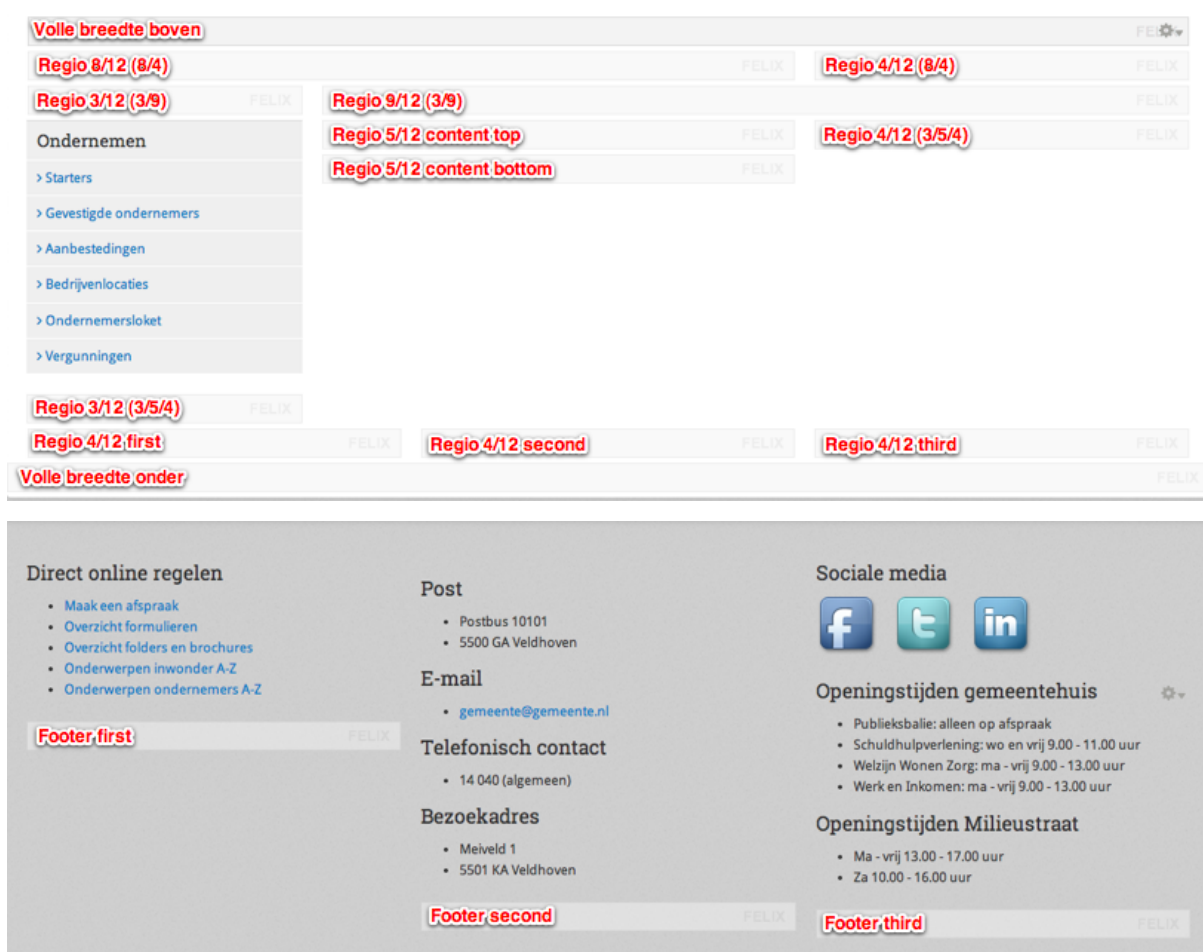 Volle breedte boven FE
Regio 8/12 (8/4) FELIX Regio 4/12 (8/4) FELIX
Regio 3/12 (3/9) FELIX Regio 9/12 (3/9) FELIX
Ondernemen Regio 5/12 content top FELIX Regio 4/12 (3/5/4) FELIX
> Starters Regio 5/12 content bottom FELIX
> Gevestigde ondernemers
> Aanbestedingen
> Bedrijvenlocaties
> Ondernemersloket
> Vergunningen
Regio 3/12 (3/5/4) FELIX
Regio 4/12 first FELIX Regio 4/12 second FELIX Regio 4/12 third FELIX
Volle breedte onder FELIX
Direct online regelen
• Maak een afspraak
• Overzicht formulieren
• Overzicht folders en brochures
• Onderwerpen inwonder A-Z
• Onderwerpen ondernemers A-Z
Footer first FELIX
Post
• Postbus 10101
• 5500 GA Veldhoven
E-mail
• gemeente@gemeente.nl
Telefonisch contact
• 14 040 (algemeen)
Bezoekadres
• Meiveld 1
• 5501 KA Veldhoven
Footer second FELIX
Sociale media
f t in
Openingstijden gemeentehuis
• Publieksbalie: alleen op afspraak
• Schuldhulpverlening: wo en vrij 9.00 - 11.00 uur
• Welzijn Wonen Zorg: ma - vrij 9.00 - 13.00 uur
• Werk en Inkomen: ma - vrij 9.00 - 13.00 uur
Openingstijden Milieustraat
• Ma - vrij 13.00 - 17.00 uur
• Za 10.00 - 16.00 uur
Footer third FELIX